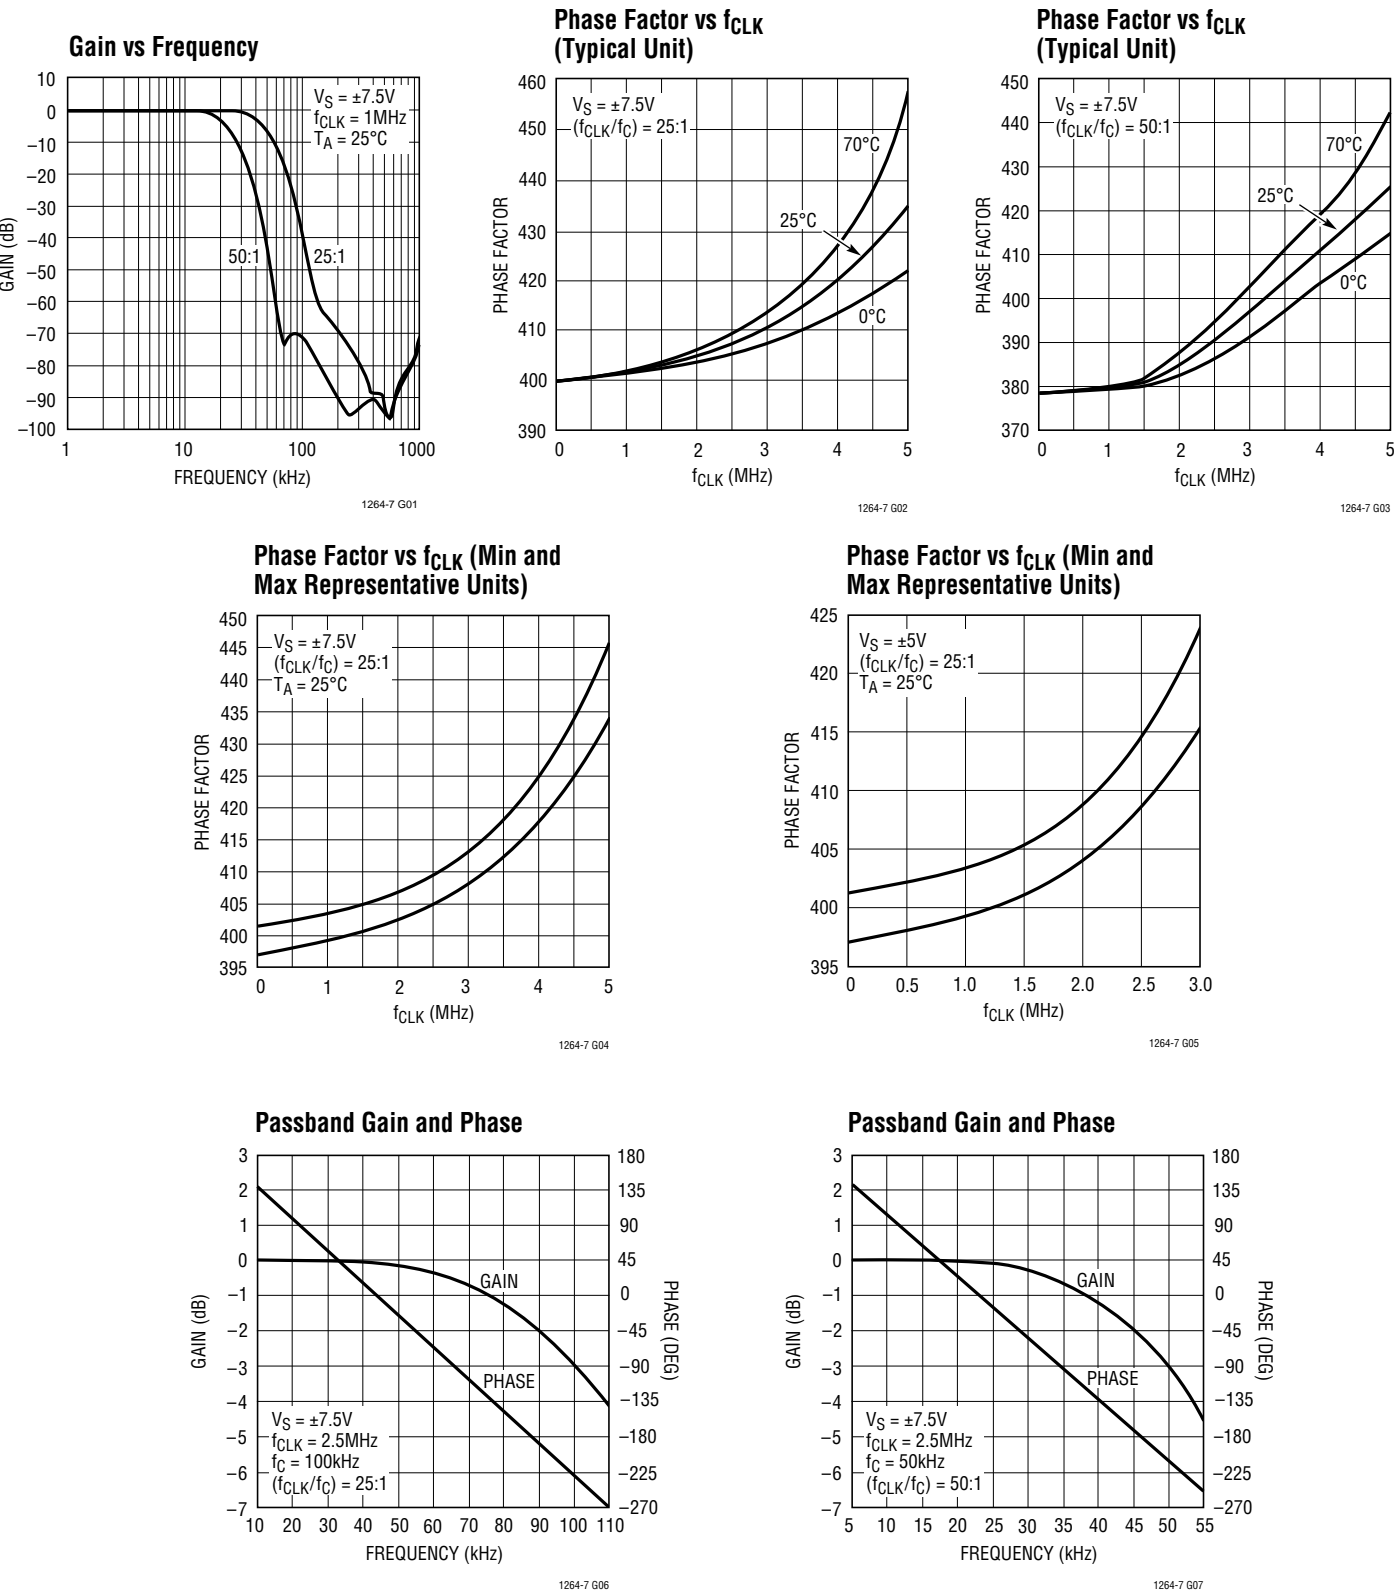 Gain vs Frequency
10
0
–10
–20
–30
–40
–50
–60
–70
–80
–90
–100
GAIN (dB)
VS = ±7.5V
fCLK = 1MHz
TA = 25°C
50:1
25:1
1
10
100
1000
FREQUENCY (kHz)
1264-7 G01
Phase Factor vs fCLK
(Typical Unit)
460
450
440
430
420
410
400
390
PHASE FACTOR
VS = ±7.5V
(fCLK/fC) = 25:1
70°C
25°C
0°C
0
1
2
3
4
5
fCLK (MHz)
1264-7 G02
Phase Factor vs fCLK
(Typical Unit)
450
440
430
420
410
400
390
380
370
PHASE FACTOR
VS = ±7.5V
(fCLK/fC) = 50:1
70°C
25°C
0°C
0
1
2
3
4
5
fCLK (MHz)
1264-7 G03
Phase Factor vs fCLK (Min and
Max Representative Units)
450
445
440
435
430
425
420
415
410
405
400
395
PHASE FACTOR
VS = ±7.5V
(fCLK/fC) = 25:1
TA = 25°C
0
1
2
3
4
5
fCLK (MHz)
1264-7 G04
Phase Factor vs fCLK (Min and
Max Representative Units)
425
420
415
410
405
400
395
PHASE FACTOR
VS = ±5V
(fCLK/fC) = 25:1
TA = 25°C
0
0.5
1.0
1.5
2.0
2.5
3.0
fCLK (MHz)
1264-7 G05
Passband Gain and Phase
3
2
1
0
–1
–2
–3
–4
–5
–6
–7
GAIN (dB)
GAIN
PHASE
VS = ±7.5V
fCLK = 2.5MHz
fC = 100kHz
(fCLK/fC) = 25:1
180
135
90
45
0
–45
–90
–135
–180
–225
–270
PHASE (DEG)
10
20
30
40
50
60
70
80
90
100
110
FREQUENCY (kHz)
1264-7 G06
Passband Gain and Phase
3
2
1
0
–1
–2
–3
–4
–5
–6
–7
GAIN (dB)
GAIN
PHASE
VS = ±7.5V
fCLK = 2.5MHz
fC = 50kHz
(fCLK/fC) = 50:1
180
135
90
45
0
–45
–90
–135
–180
–225
–270
PHASE (DEG)
5
10
15
20
25
30
35
40
45
50
55
FREQUENCY (kHz)
1264-7 G07